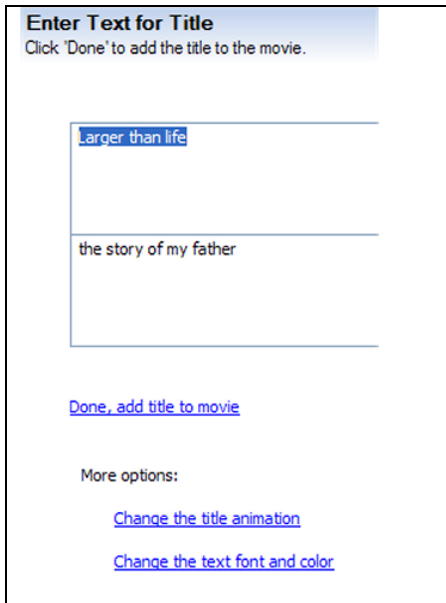 Enter Text for Title
Click 'Done' to add the title to the movie.
Larger than life
the story of my father
Done, add title to movie
More options:
Change the title animation
Change the text font and color